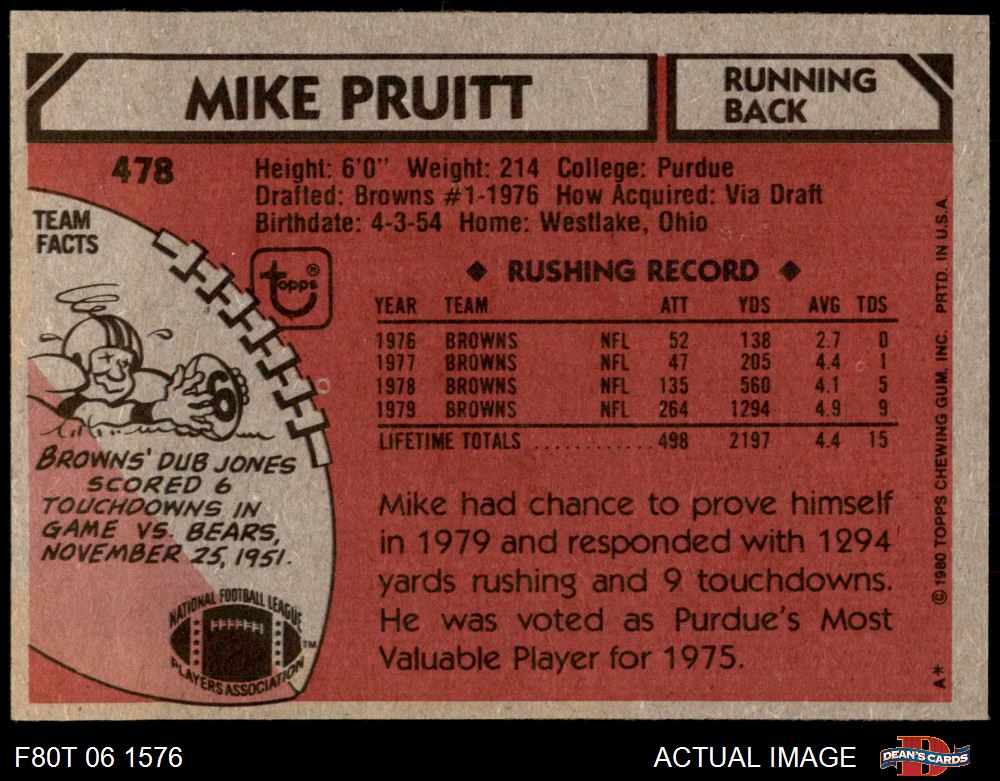 MIKE PRUITT
RUNNING
BACK
478
Height: 6'0" Weight: 214 College: Purdue
Drafted: Browns #1-1976 How Acquired: Via Draft
Birthdate: 4-3-54 Home: Westlake, Ohio
TEAM
FACTS
topps®
6
BROWNS' DUB JONES
SCORED 6
TOUCHDOWNS IN
GAME VS. BEARS,
NOVEMBER 25, 1951.
NATIONAL FOOTBALL LEAGUE
PLAYERS ASSOCIATION
TM
◆ RUSHING RECORD ◆
YEAR TEAM ATT YDS AVG TDS
1976 BROWNS NFL 52 138 2.7 0
1977 BROWNS NFL 47 205 4.4 1
1978 BROWNS NFL 135 560 4.1 5
1979 BROWNS NFL 264 1294 4.9 9
LIFETIME TOTALS ........... 498 2197 4.4 15
Mike had chance to prove himself
in 1979 and responded with 1294
yards rushing and 9 touchdowns.
He was voted as Purdue's Most
Valuable Player for 1975.
A* © 1980 TOPPS CHEWING GUM, INC. PRTD. IN U.S.A.
F80T 06 1576
ACTUAL IMAGE
D
DEAN'S CARDS